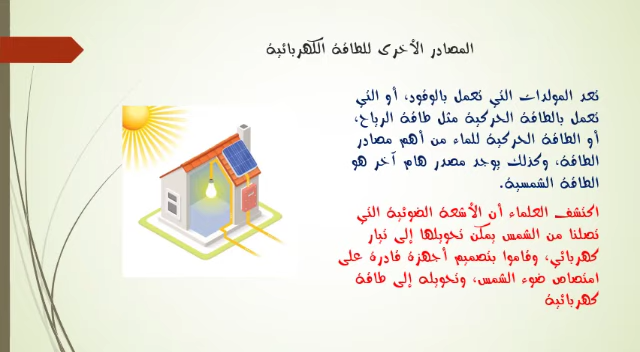 المصادر الأخرى للطاقة الكهربائية
تعد المولدات التي تعمل بالوقود، أو التي
تعمل بالطاقة الحركية مثل طاقة الرياح،
أو الطاقة الحركية للماء من أهم مصادر
الطاقة، وكذلك يوجد مصدر هام آخر هو
الطاقة الشمسية.
اكتشف العلماء أن الأشعة الضوئية التي
تصلنا من الشمس يمكن تحويلها إلى تيار
كهربائي، وقاموا بتصميم أجهزة قادرة على
امتصاص ضوء الشمس، وتحويله إلى طاقة
كهربائية